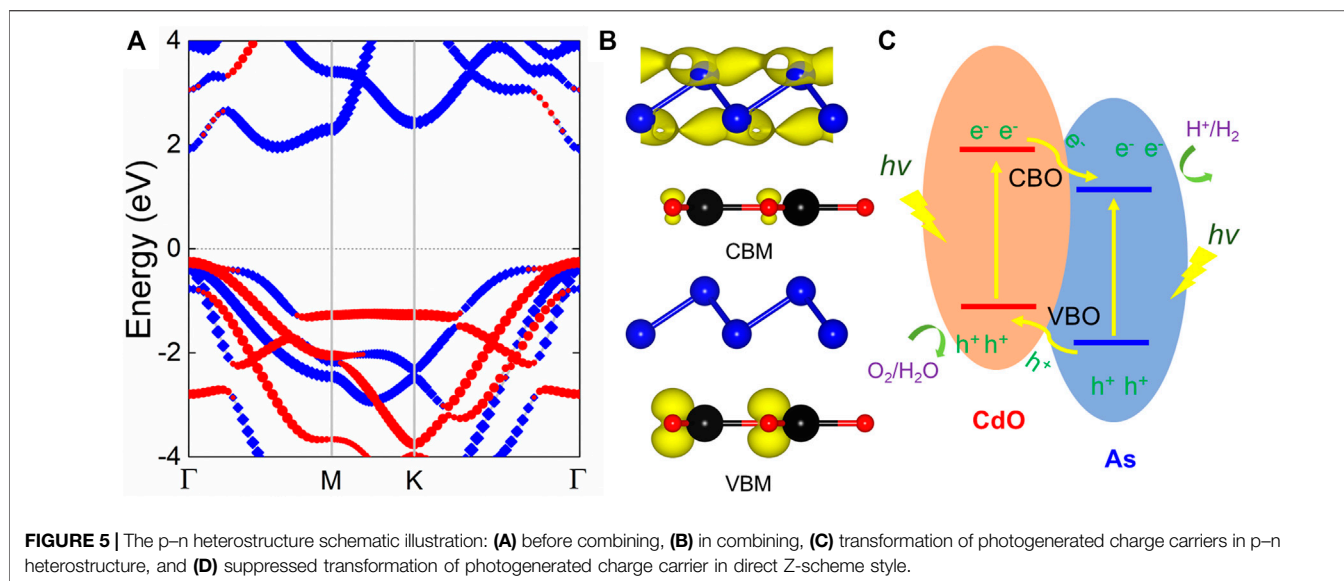 A
4
2
0
-2
-4
Energy (eV)
Γ
M
K
Γ
B
CBM
VBM
C
e⁻ e⁻
e⁻
e⁻ e⁻
H⁺/H₂
hv
CBO
hv
VBO
h⁺ h⁺
h⁺
h⁺ h⁺
O₂/H₂O
CdO
As
FIGURE 5 | The p–n heterostructure schematic illustration: (A) before combining, (B) in combining, (C) transformation of photogenerated charge carriers in p–n
heterostructure, and (D) suppressed transformation of photogenerated charge carrier in direct Z-scheme style.